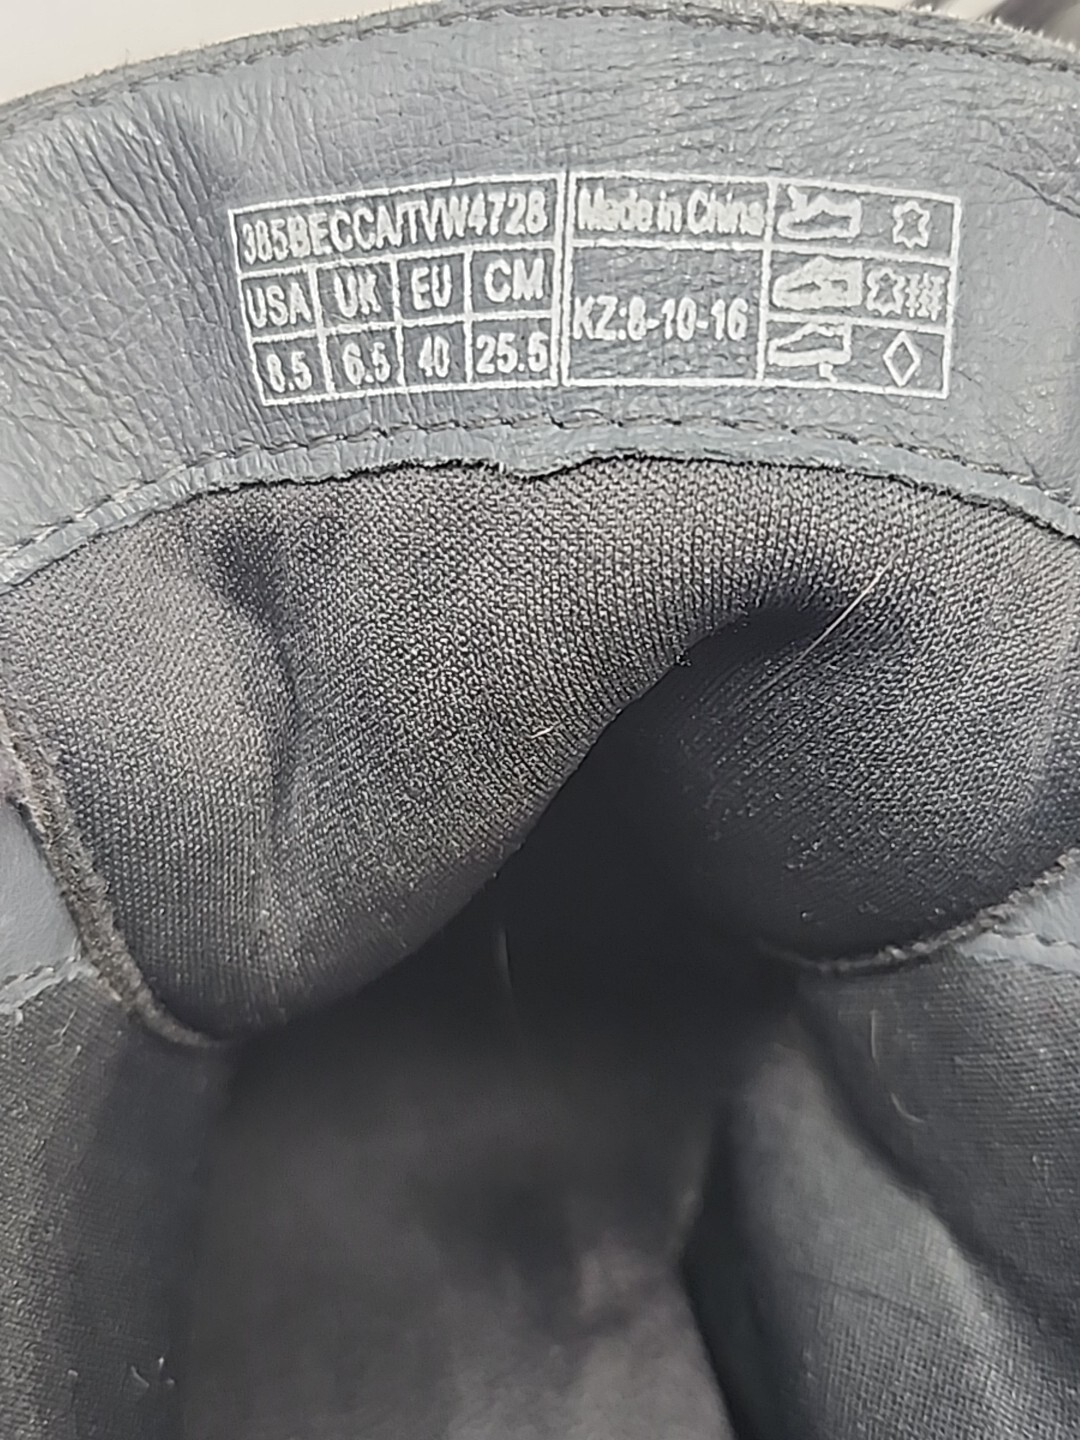 385BECCA/TVW4728
Made in China
USA UK EU CM
KZ:8-10-16
8.5 6.5 40 25.5